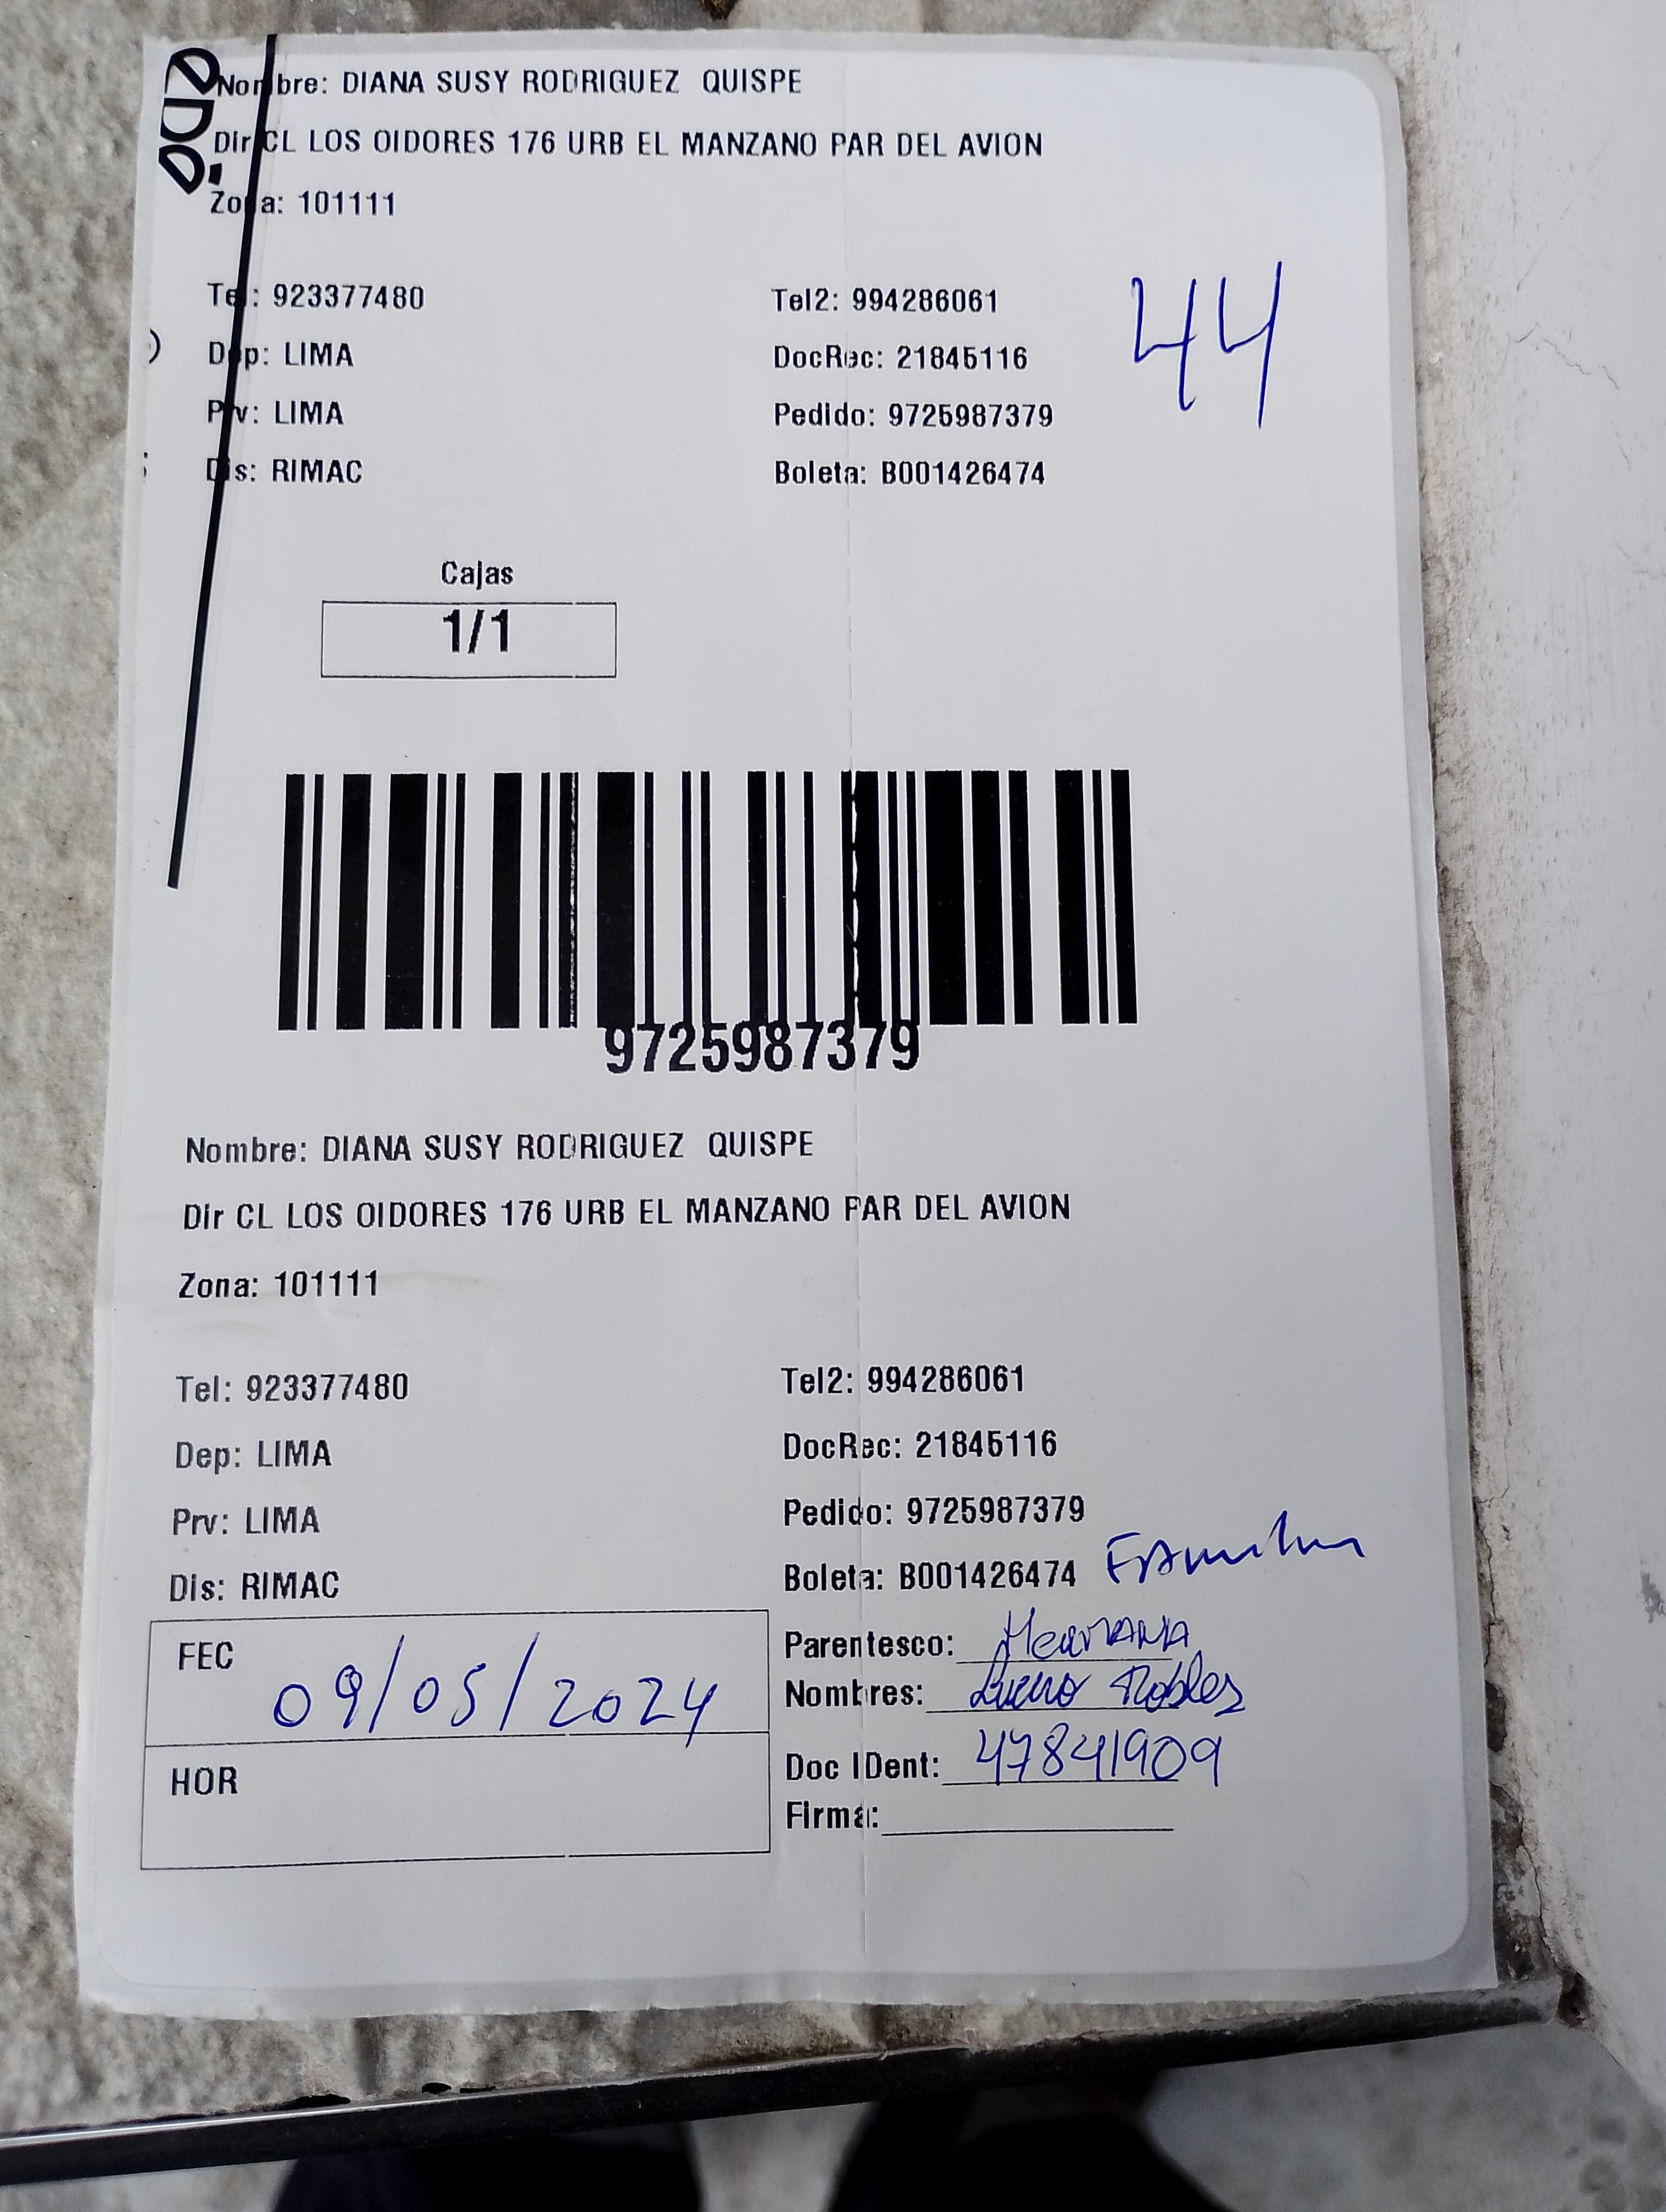 Nombre: DIANA SUSY RODRIGUEZ QUISPE
Dir CL LOS OIDORES 176 URB EL MANZANO PAR DEL AVION
Zona: 101111
Tel: 923377480 Tel2: 994286061
44
Dep: LIMA DocRec: 21845116
Prv: LIMA Pedido: 9725987379
Dis: RIMAC Boleta: B001426474
Cajas
1/1
9725987379
Nombre: DIANA SUSY RODRIGUEZ QUISPE
Dir CL LOS OIDORES 176 URB EL MANZANO PAR DEL AVION
Zona: 101111
Tel: 923377480 Tel2: 994286061
Dep: LIMA DocRec: 21845116
Prv: LIMA Pedido: 9725987379
Dis: RIMAC Boleta: B001426474
FEC 09/05/2024
HOR
Parentesco: Hermana
Nombres: Robles
Doc IDent: 47841909
Firma: